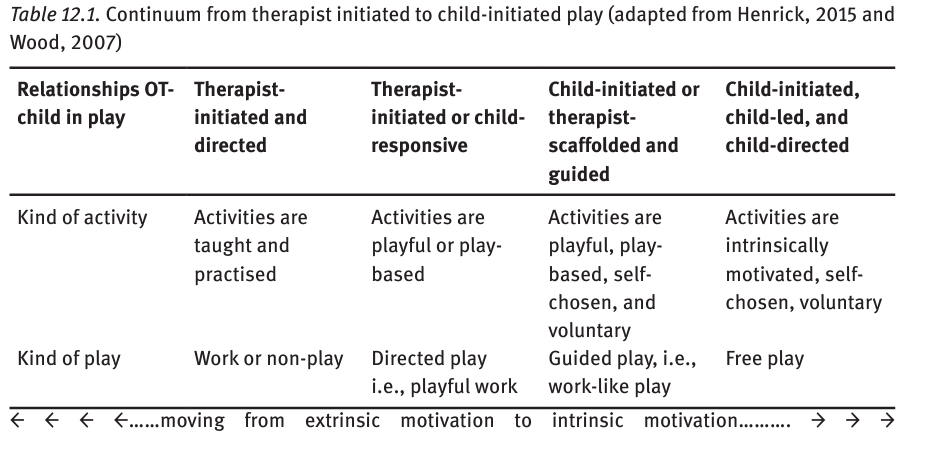 Table 12.1. Continuum from therapist initiated to child-initiated play (adapted from Henrick, 2015 and
Wood, 2007)
Relationships OT-
child in play
Therapist-
initiated and
directed
Therapist-
initiated or child-
responsive
Child-initiated or
therapist-
scaffolded and
guided
Child-initiated,
child-led, and
child-directed
Kind of activity
Activities are
taught and
practised
Activities are
playful or play-
based
Activities are
playful, play-
based, self-
chosen, and
voluntary
Activities are
intrinsically
motivated, self-
chosen, voluntary
Kind of play
Work or non-play
Directed play
i.e., playful work
Guided play, i.e.,
work-like play
Free play
← ← ← ←……moving from extrinsic motivation to intrinsic motivation………. → → →